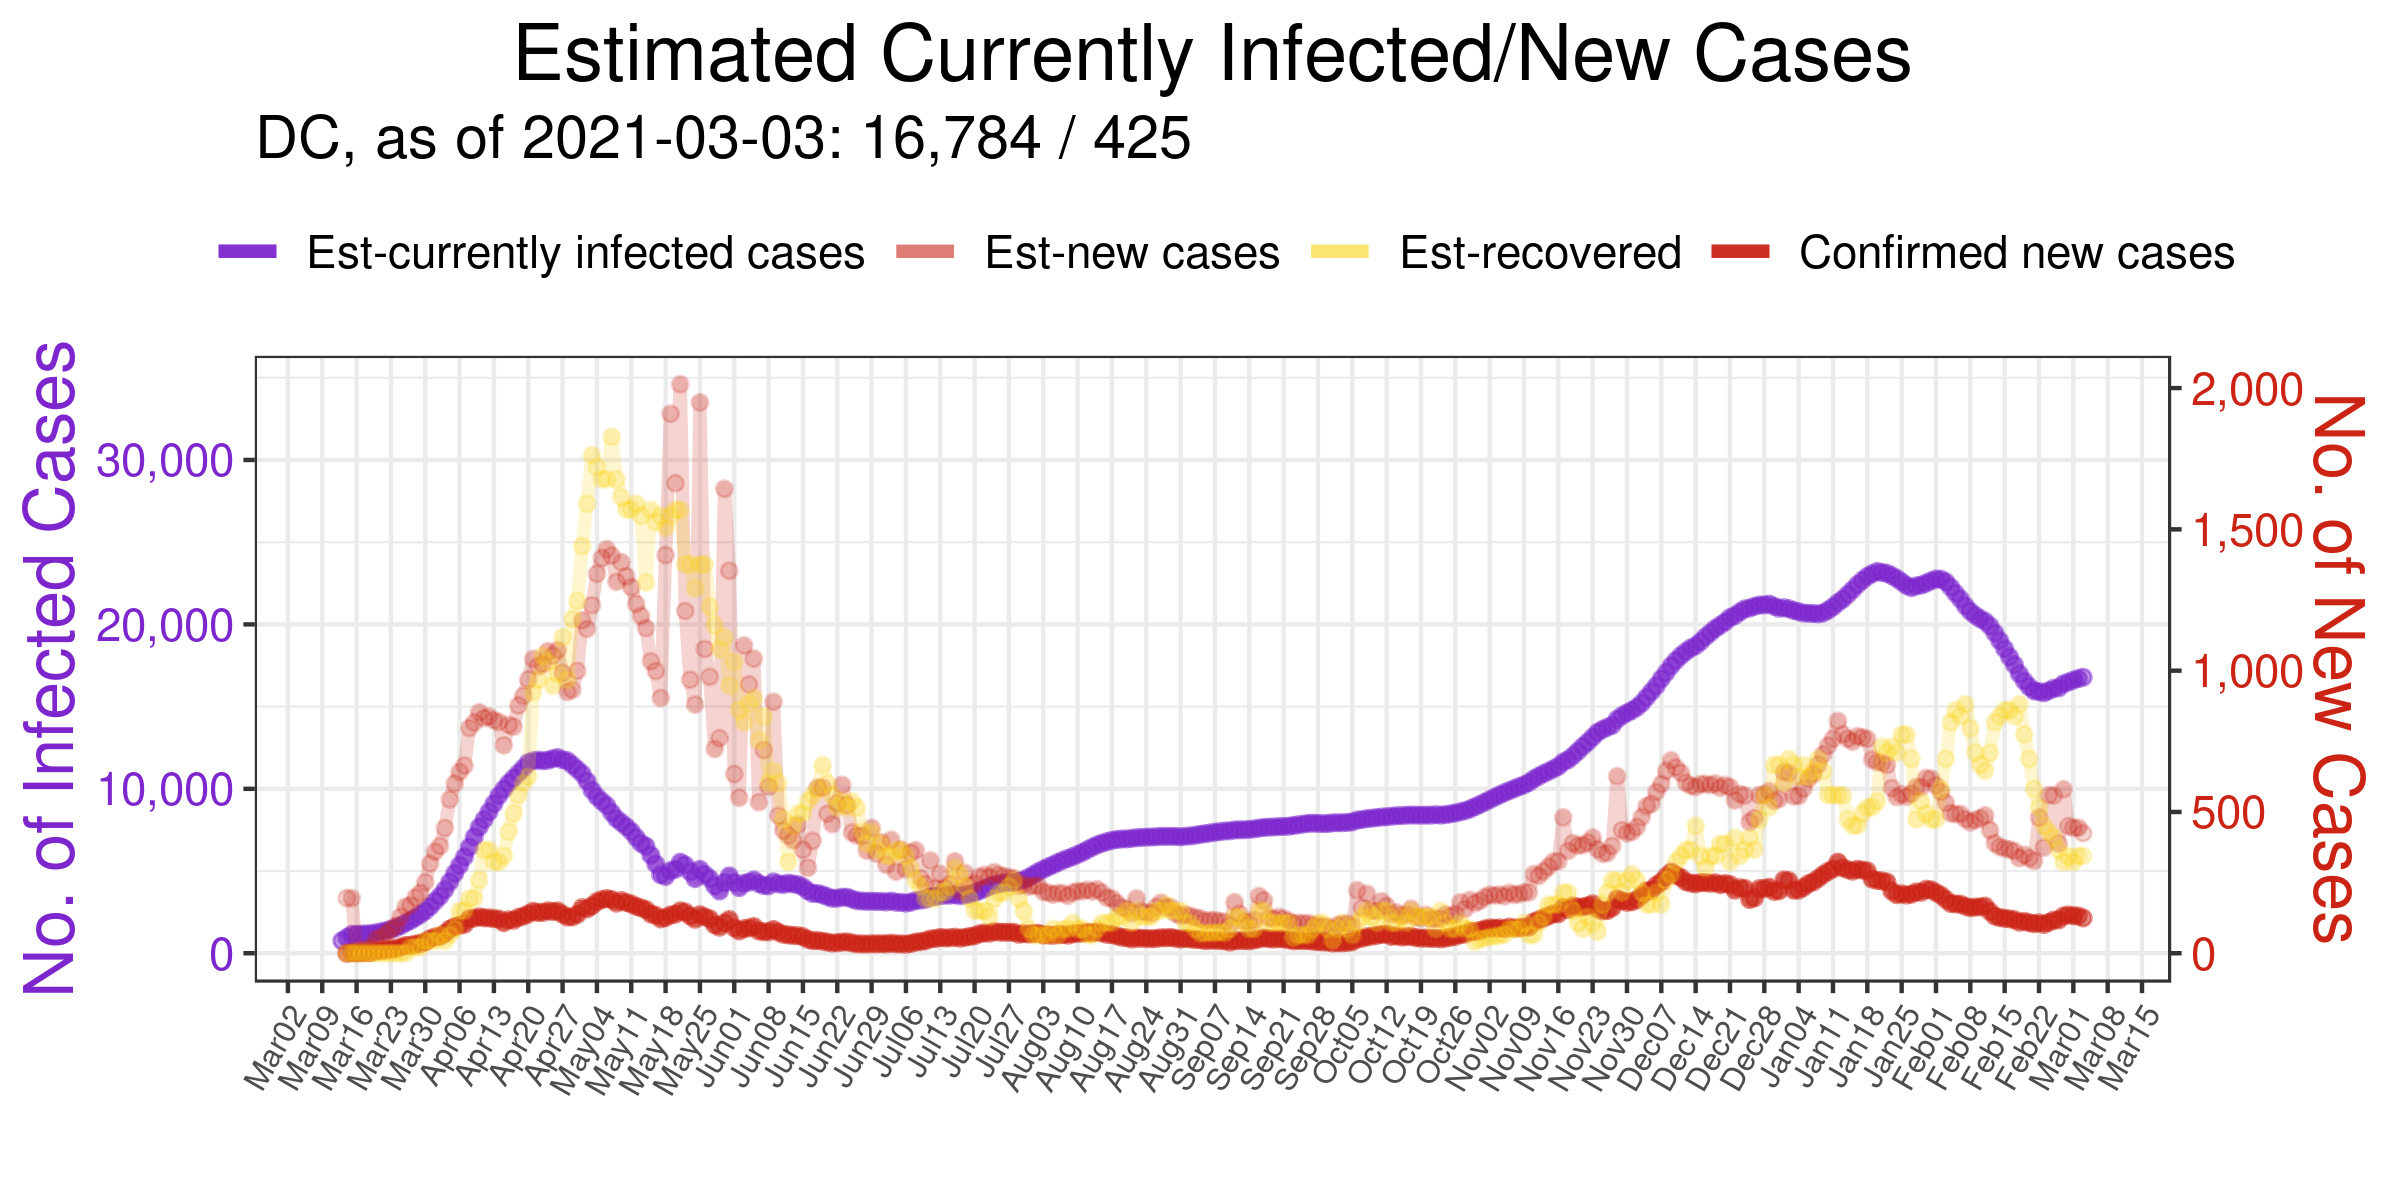 Estimated Currently Infected/New Cases
DC, as of 2021-03-03: 16,784 / 425
Est-currently infected cases Est-new cases Est-recovered Confirmed new cases
No. of Infected Cases
30,000
20,000
10,000
0
2,000
1,500
1,000
500
0
No. of New Cases
Mar02 Mar09 Mar16 Mar23 Mar30 Apr06 Apr13 Apr20 Apr27 May04 May11 May18 May25 Jun01 Jun08 Jun15 Jun22 Jun29 Jul06 Jul13 Jul20 Jul27 Aug03 Aug10 Aug17 Aug24 Aug31 Sep07 Sep14 Sep21 Sep28 Oct05 Oct12 Oct19 Oct26 Nov02 Nov09 Nov16 Nov23 Nov30 Dec07 Dec14 Dec21 Dec28 Jan04 Jan11 Jan18 Jan25 Feb01 Feb08 Feb15 Feb22 Mar01 Mar08 Mar15